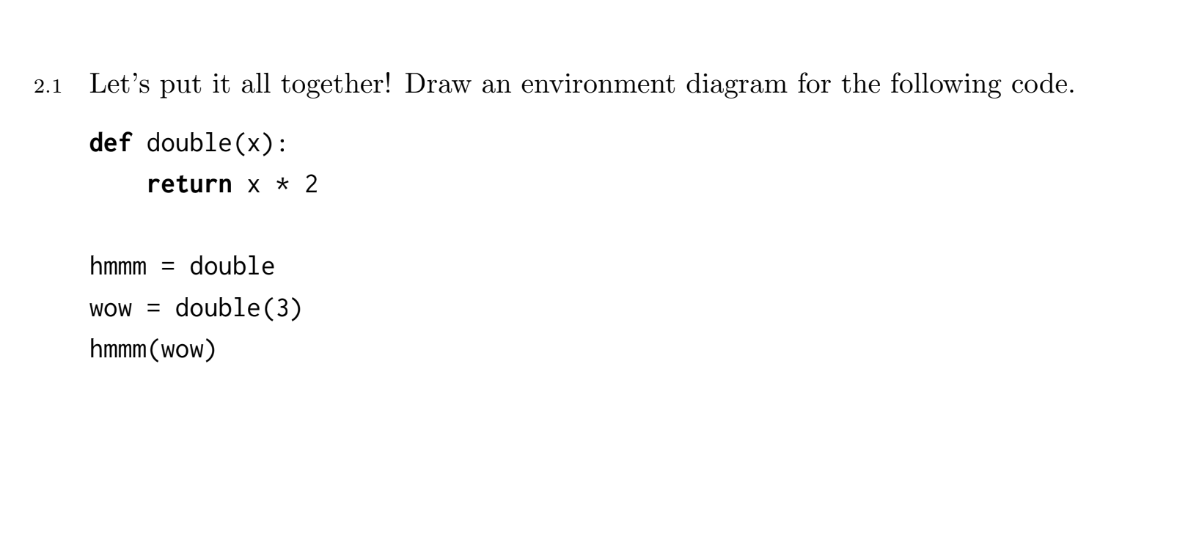 2.1 Let's put it all together! Draw an environment diagram for the following code.
def double(x):
    return x * 2
hmmm = double
wow = double(3)
hmmm(wow)